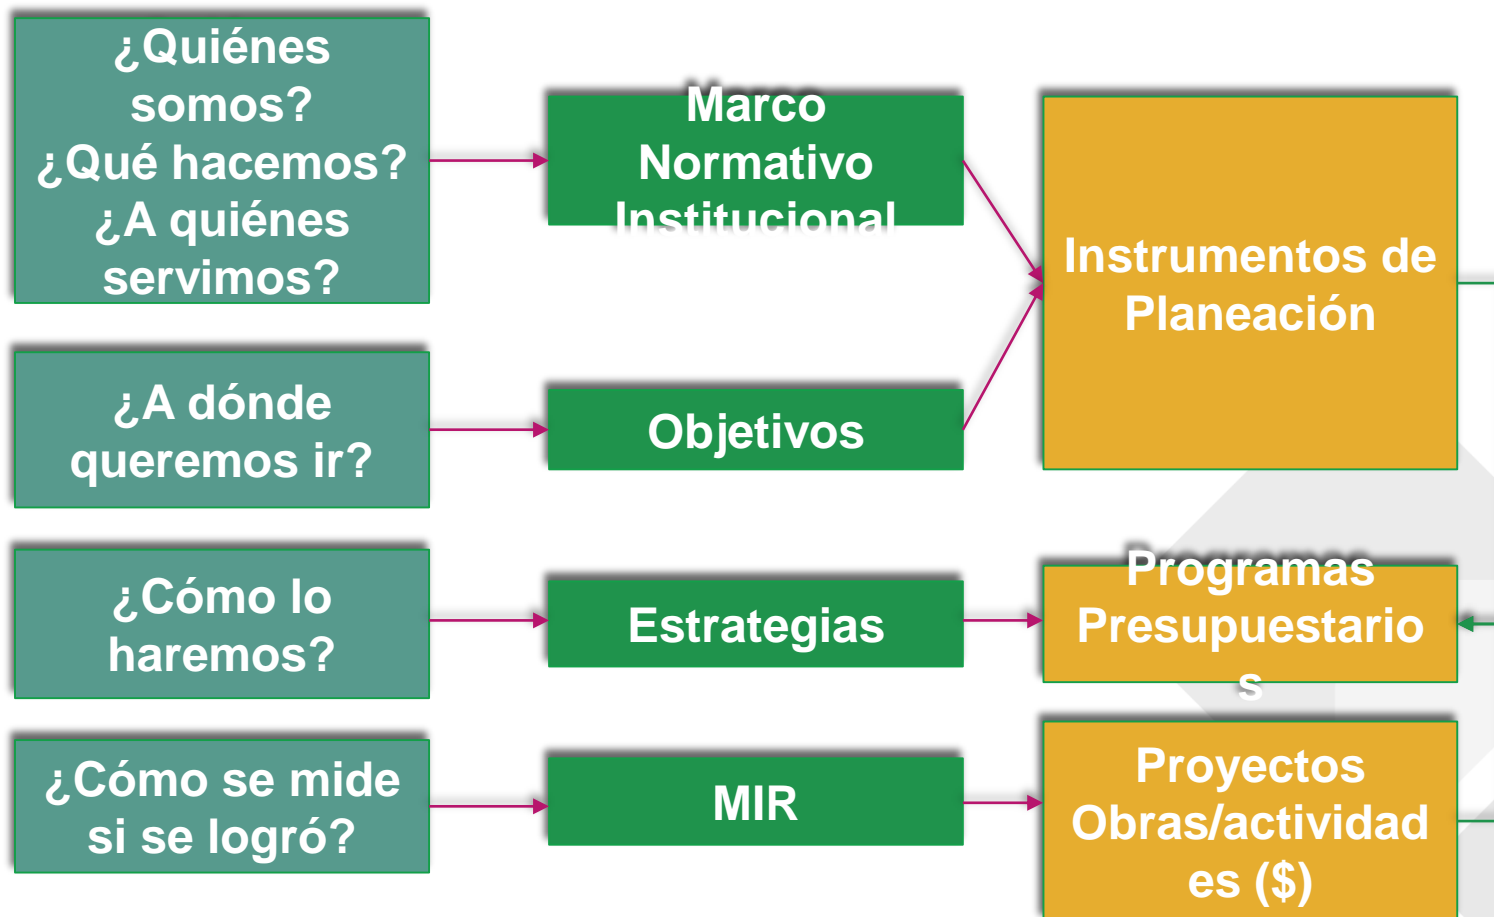 ¿Quiénes
somos?
¿Qué hacemos?
¿A quiénes
servimos?
Marco
Normativo
Institucional
Instrumentos de
Planeación
¿A dónde
queremos ir?
Objetivos
¿Cómo lo
haremos?
Estrategias
Programas
Presupuestario
s
¿Cómo se mide
si se logró?
MIR
Proyectos
Obras/actividad
es ($)